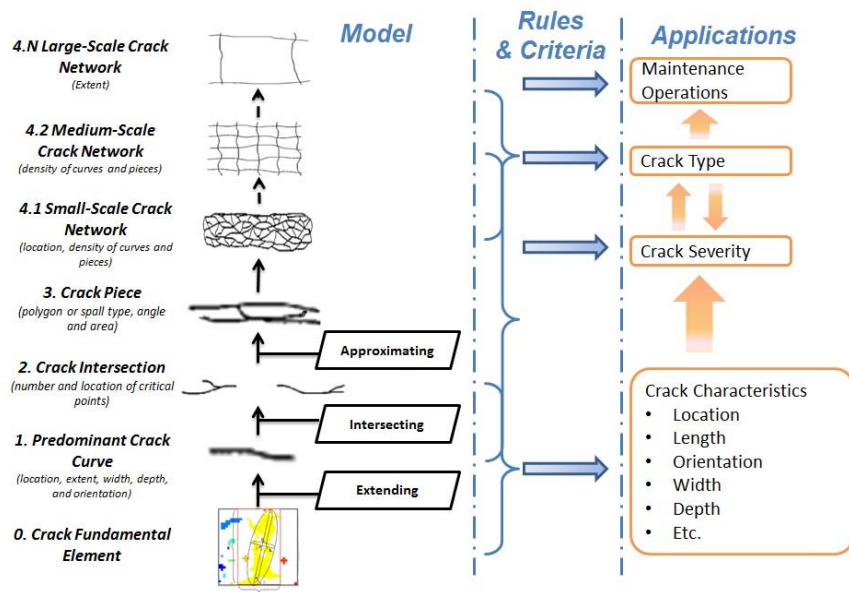 Model
Rules
& Criteria
Applications
4.N Large-Scale Crack
Network
(Extent)
4.2 Medium-Scale
Crack Network
(density of curves and pieces)
4.1 Small-Scale Crack
Network
(location, density of curves and
pieces)
3. Crack Piece
(polygon or spall type, angle
and area)
2. Crack Intersection
(number and location of critical
points)
1. Predominant Crack
Curve
(location, extent, width, depth,
and orientation)
0. Crack Fundamental
Element
Approximating
Intersecting
Extending
Maintenance
Operations
Crack Type
Crack Severity
Crack Characteristics
• Location
• Length
• Orientation
• Width
• Depth
• Etc.